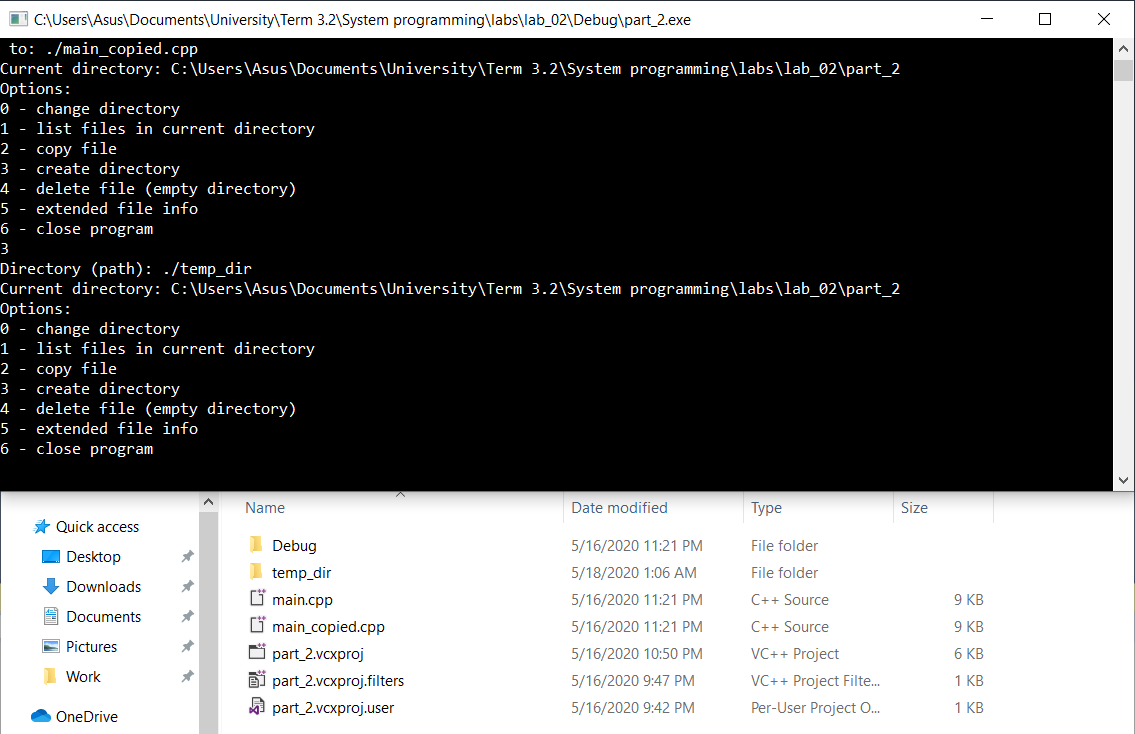 C:\Users\Asus\Documents\University\Term 3.2\System programming\labs\lab_02\Debug\part_2.exe
to: ./main_copied.cpp
Current directory: C:\Users\Asus\Documents\University\Term 3.2\System programming\labs\lab_02\part_2
Options:
0 - change directory
1 - list files in current directory
2 - copy file
3 - create directory
4 - delete file (empty directory)
5 - extended file info
6 - close program
3
Directory (path): ./temp_dir
Current directory: C:\Users\Asus\Documents\University\Term 3.2\System programming\labs\lab_02\part_2
Options:
0 - change directory
1 - list files in current directory
2 - copy file
3 - create directory
4 - delete file (empty directory)
5 - extended file info
6 - close program
Quick access
Desktop
Downloads
Documents
Pictures
Work
OneDrive
Name Date modified Type Size
Debug 5/16/2020 11:21 PM File folder
temp_dir 5/18/2020 1:06 AM File folder
main.cpp 5/16/2020 11:21 PM C++ Source 9 KB
main_copied.cpp 5/16/2020 11:21 PM C++ Source 9 KB
part_2.vcxproj 5/16/2020 10:50 PM VC++ Project 6 KB
part_2.vcxproj.filters 5/16/2020 9:47 PM VC++ Project Filte... 1 KB
part_2.vcxproj.user 5/16/2020 9:42 PM Per-User Project O... 1 KB